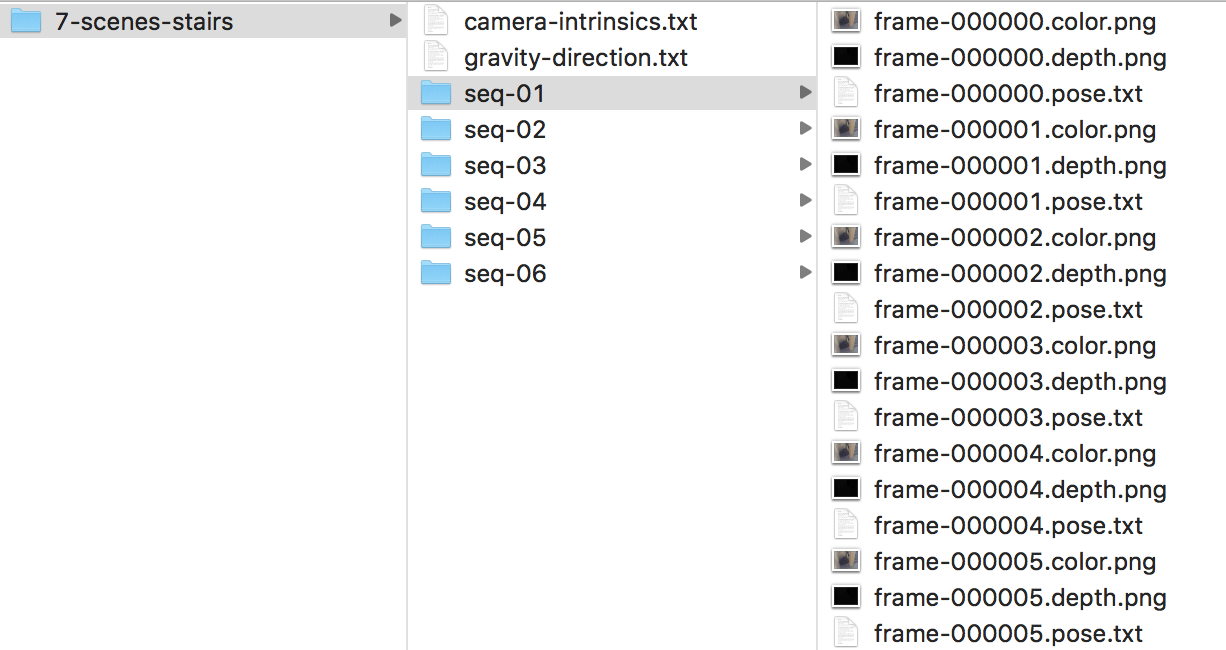 7-scenes-stairs
camera-intrinsics.txt
gravity-direction.txt
seq-01
seq-02
seq-03
seq-04
seq-05
seq-06
frame-000000.color.png
frame-000000.depth.png
frame-000000.pose.txt
frame-000001.color.png
frame-000001.depth.png
frame-000001.pose.txt
frame-000002.color.png
frame-000002.depth.png
frame-000002.pose.txt
frame-000003.color.png
frame-000003.depth.png
frame-000003.pose.txt
frame-000004.color.png
frame-000004.depth.png
frame-000004.pose.txt
frame-000005.color.png
frame-000005.depth.png
frame-000005.pose.txt